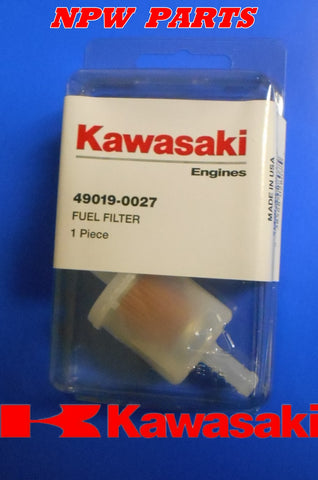 NPW PARTS
Kawasaki
Engines
49019-0027
FUEL FILTER
1 Piece
MADE IN USA
Kawasaki